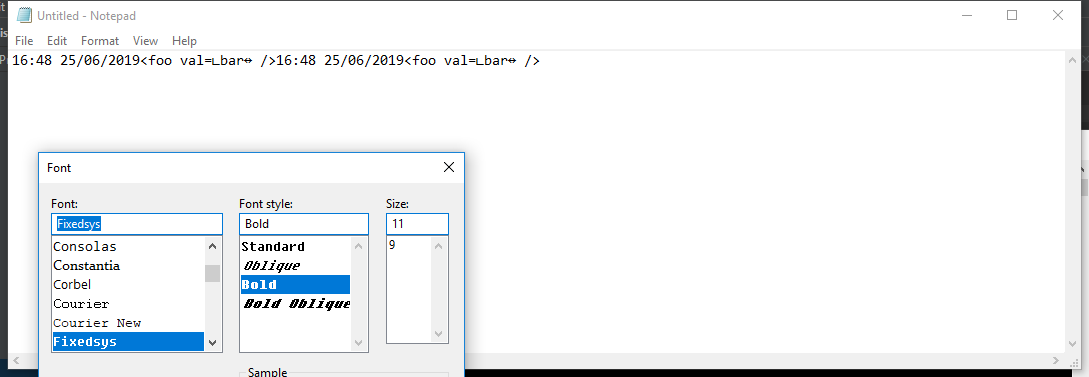 Untitled - Notepad
File Edit Format View Help
16:48 25/06/2019<foo val=∟bar↔ />16:48 25/06/2019<foo val=∟bar↔ />
Font
Font: Font style: Size:
Fixedsys Bold 11
Consolas Standard 9
Constantia Oblique
Corbel Bold
Courier Bold Oblique
Courier New
Fixedsys
Sample